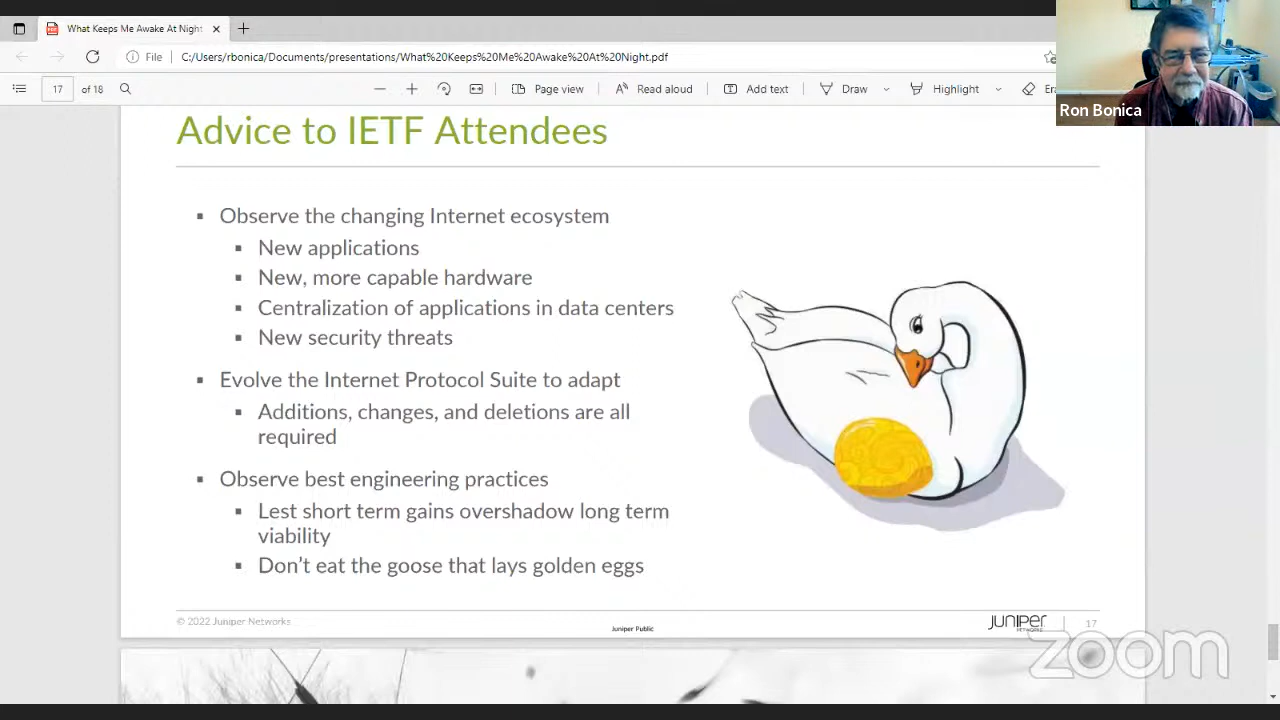 What Keeps Me Awake At Night
File
C:/Users/rbonica/Documents/presentations/What%20Keeps%20Me%20Awake%20At%20Night.pdf
17 of 18
Page view
Read aloud
Add text
Draw
Highlight
Ron Bonica
Advice to IETF Attendees
▪ Observe the changing Internet ecosystem
▪ New applications
▪ New, more capable hardware
▪ Centralization of applications in data centers
▪ New security threats
▪ Evolve the Internet Protocol Suite to adapt
▪ Additions, changes, and deletions are all
required
▪ Observe best engineering practices
▪ Lest short term gains overshadow long term
viability
▪ Don't eat the goose that lays golden eggs
© 2022 Juniper Networks
Juniper Public
JUNIPER
NETWORKS
17
zoom